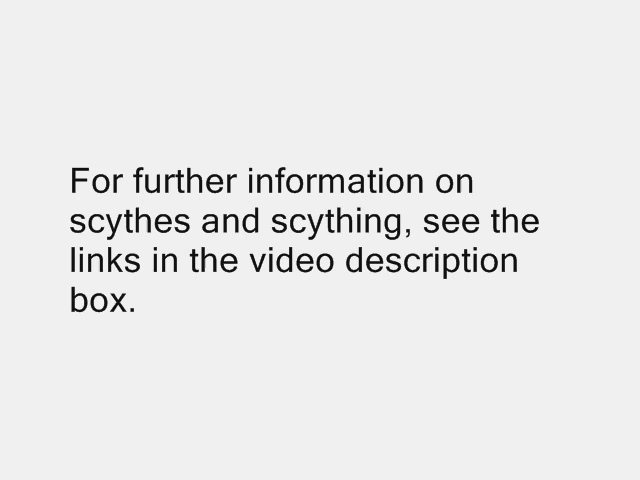 For further information on
scythes and scything, see the
links in the video description
box.